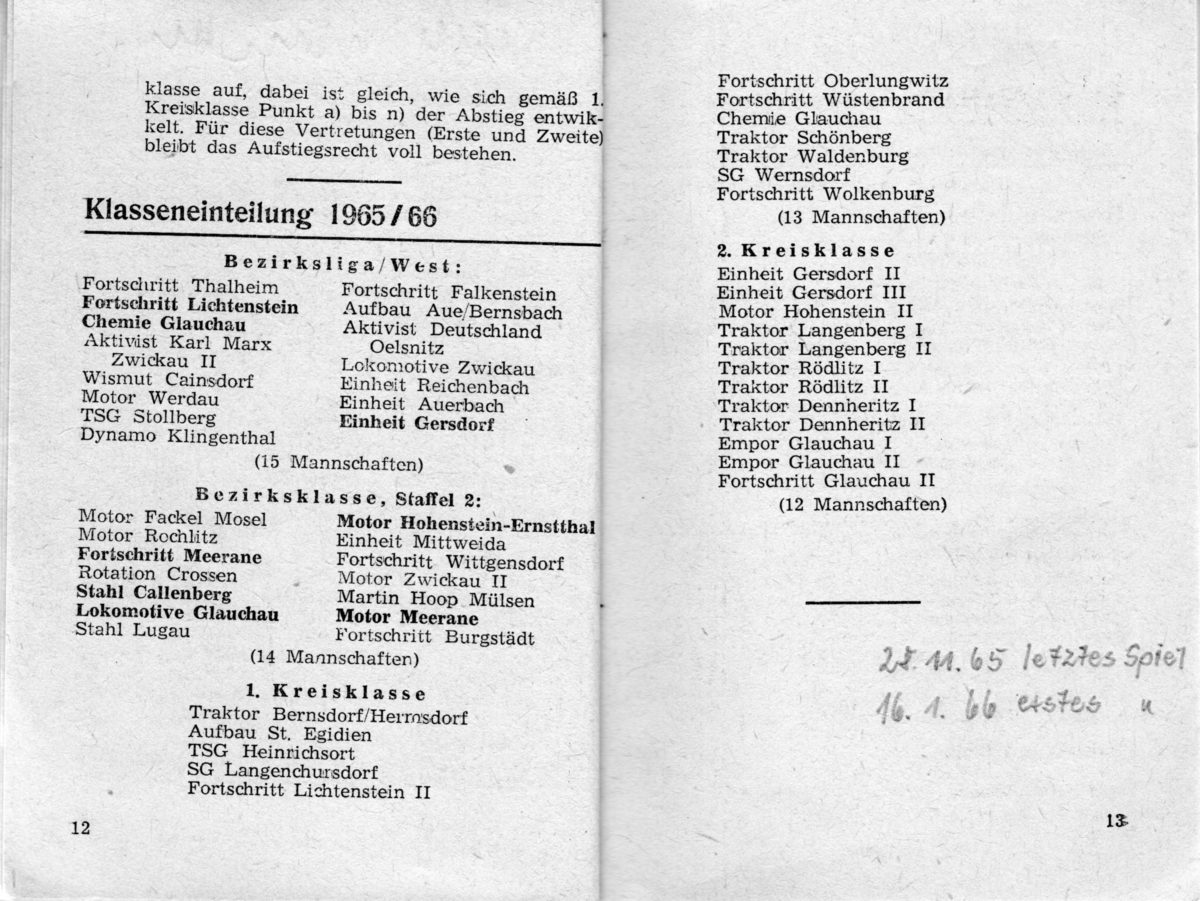 klasse auf, dabei ist gleich, wie sich gemäß 1.
Kreisklasse Punkt a) bis n) der Abstieg entwik-
kelt. Für diese Vertretungen (Erste und Zweite)
bleibt das Aufstiegsrecht voll bestehen.
Klasseneinteilung 1965/66
Bezirksliga/West:
Fortschritt Thalheim
Fortschritt Lichtenstein
Chemie Glauchau
Aktivist Karl Marx
Zwickau II
Wismut Cainsdorf
Motor Werdau
TSG Stollberg
Dynamo Klingenthal
Fortschritt Falkenstein
Aufbau Aue/Bernsbach
Aktivist Deutschland
Oelsnitz
Lokomotive Zwickau
Einheit Reichenbach
Einheit Auerbach
Einheit Gersdorf
(15 Mannschaften)
Bezirksklasse, Staffel 2:
Motor Fackel Mosel
Motor Rochlitz
Fortschritt Meerane
Rotation Crossen
Stahl Callenberg
Lokomotive Glauchau
Stahl Lugau
Motor Hohenstein-Ernstthal
Einheit Mittweida
Fortschritt Wittgensdorf
Motor Zwickau II
Martin Hoop Mülsen
Motor Meerane
Fortschritt Burgstädt
(14 Mannschaften)
1. Kreisklasse
Traktor Bernsdorf/Hermsdorf
Aufbau St. Egidien
TSG Heinrichsort
SG Langenchursdorf
Fortschritt Lichtenstein II
12
Fortschritt Oberlungwitz
Fortschritt Wüstenbrand
Chemie Glauchau
Traktor Schönberg
Traktor Waldenburg
SG Wernsdorf
Fortschritt Wolkenburg
(13 Mannschaften)
2. Kreisklasse
Einheit Gersdorf II
Einheit Gersdorf III
Motor Hohenstein II
Traktor Langenberg I
Traktor Langenberg II
Traktor Rödlitz I
Traktor Rödlitz II
Traktor Dennheritz I
Traktor Dennheritz II
Empor Glauchau I
Empor Glauchau II
Fortschritt Glauchau II
(12 Mannschaften)
11.65 letztes Spiel
16. 1. 66 erstes "
13